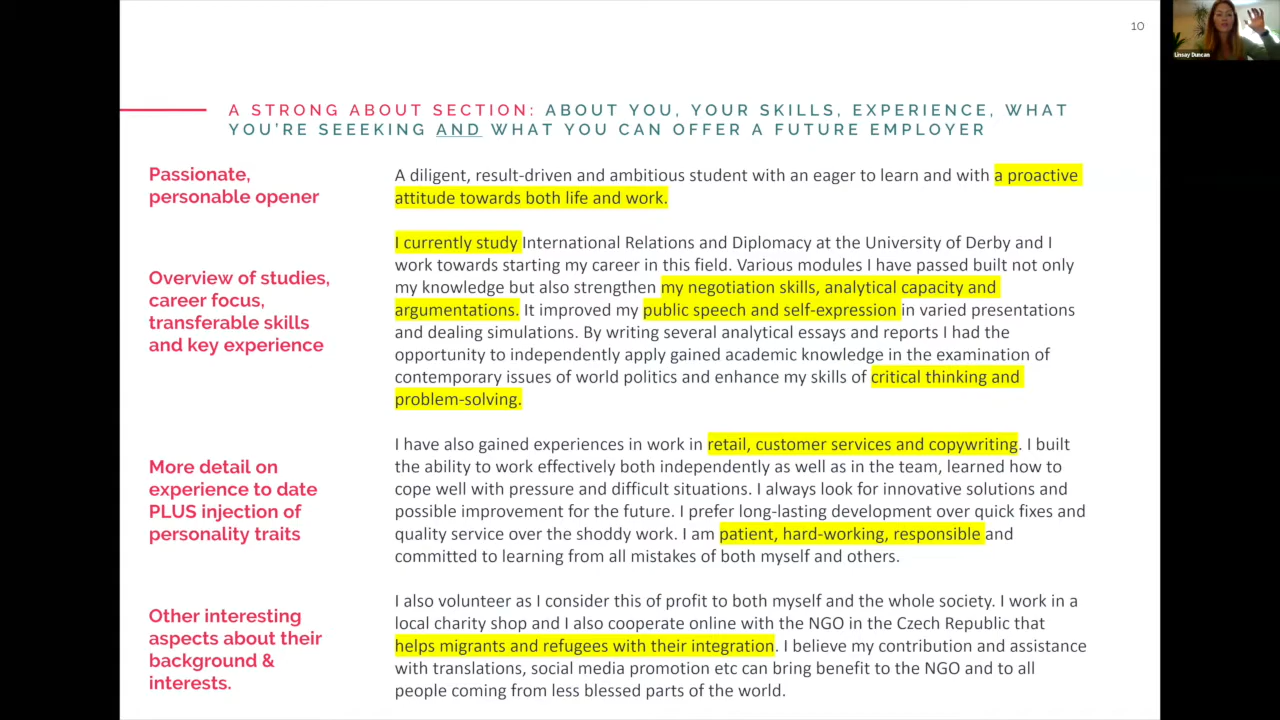 10
Linsay Duncan
A STRONG ABOUT SECTION: ABOUT YOU, YOUR SKILLS, EXPERIENCE, WHAT
YOU'RE SEEEKING AND WHAT YOU CAN OFFER A FUTURE EMPLOYER
Passionate,
personable opener
A diligent, result-driven and ambitious student with an eager to learn and with a proactive
attitude towards both life and work.
Overview of studies,
career focus,
transferable skills
and key experience
I currently study International Relations and Diplomacy at the University of Derby and I
work towards starting my career in this field. Various modules I have passed built not only
my knowledge but also strengthen my negotiation skills, analytical capacity and
argumentations. It improved my public speech and self-expression in varied presentations
and dealing simulations. By writing several analytical essays and reports I had the
opportunity to independently apply gained academic knowledge in the examination of
contemporary issues of world politics and enhance my skills of critical thinking and
problem-solving.
More detail on
experience to date
PLUS injection of
personality traits
I have also gained experiences in work in retail, customer services and copywriting. I built
the ability to work effectively both independently as well as in the team, learned how to
cope well with pressure and difficult situations. I always look for innovative solutions and
possible improvement for the future. I prefer long-lasting development over quick fixes and
quality service over the shoddy work. I am patient, hard-working, responsible and
committed to learning from all mistakes of both myself and others.
Other interesting
aspects about their
background &
interests.
I also volunteer as I consider this of profit to both myself and the whole society. I work in a
local charity shop and I also cooperate online with the NGO in the Czech Republic that
helps migrants and refugees with their integration. I believe my contribution and assistance
with translations, social media promotion etc can bring benefit to the NGO and to all
people coming from less blessed parts of the world.